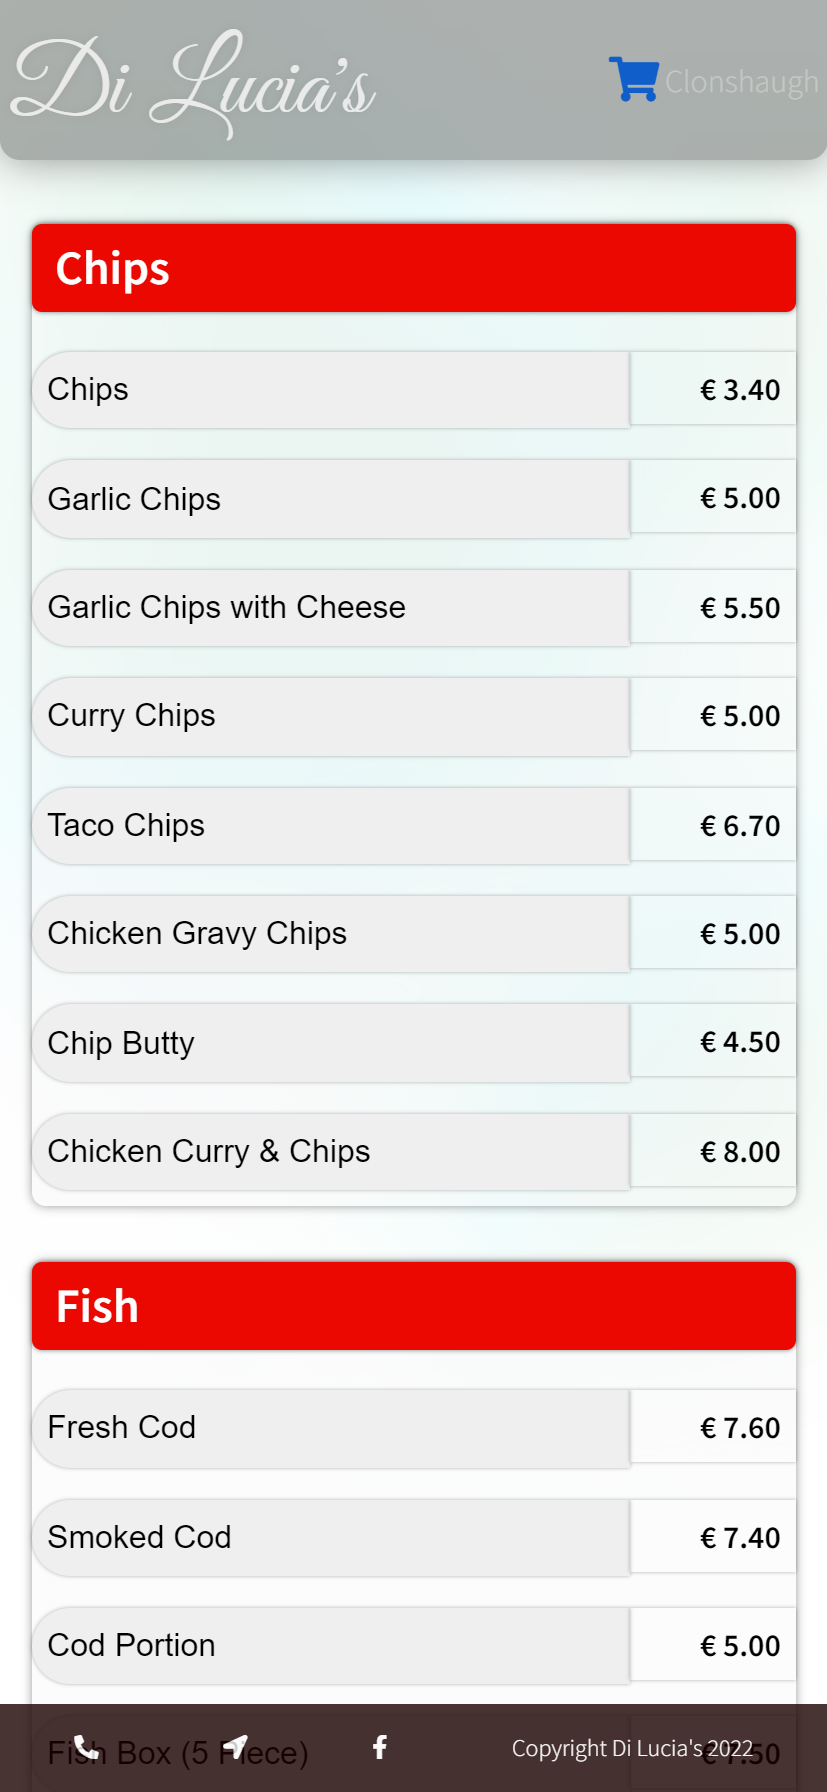 Di Lucia's
Clonshaugh
Chips
Chips € 3.40
Garlic Chips € 5.00
Garlic Chips with Cheese € 5.50
Curry Chips € 5.00
Taco Chips € 6.70
Chicken Gravy Chips € 5.00
Chip Butty € 4.50
Chicken Curry & Chips € 8.00
Fish
Fresh Cod € 7.60
Smoked Cod € 7.40
Cod Portion € 5.00
Fish Box (5 Piece) € 7.50
Copyright Di Lucia's 2022